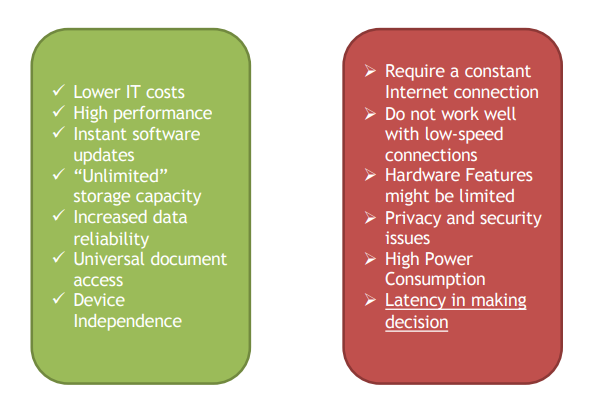 ✓ Lower IT costs
✓ High performance
✓ Instant software
updates
✓ “Unlimited”
storage capacity
✓ Increased data
reliability
✓ Universal document
access
✓ Device
Independence
➢ Require a constant
Internet connection
➢ Do not work well
with low-speed
connections
➢ Hardware Features
might be limited
➢ Privacy and security
issues
➢ High Power
Consumption
➢ Latency in making
decision